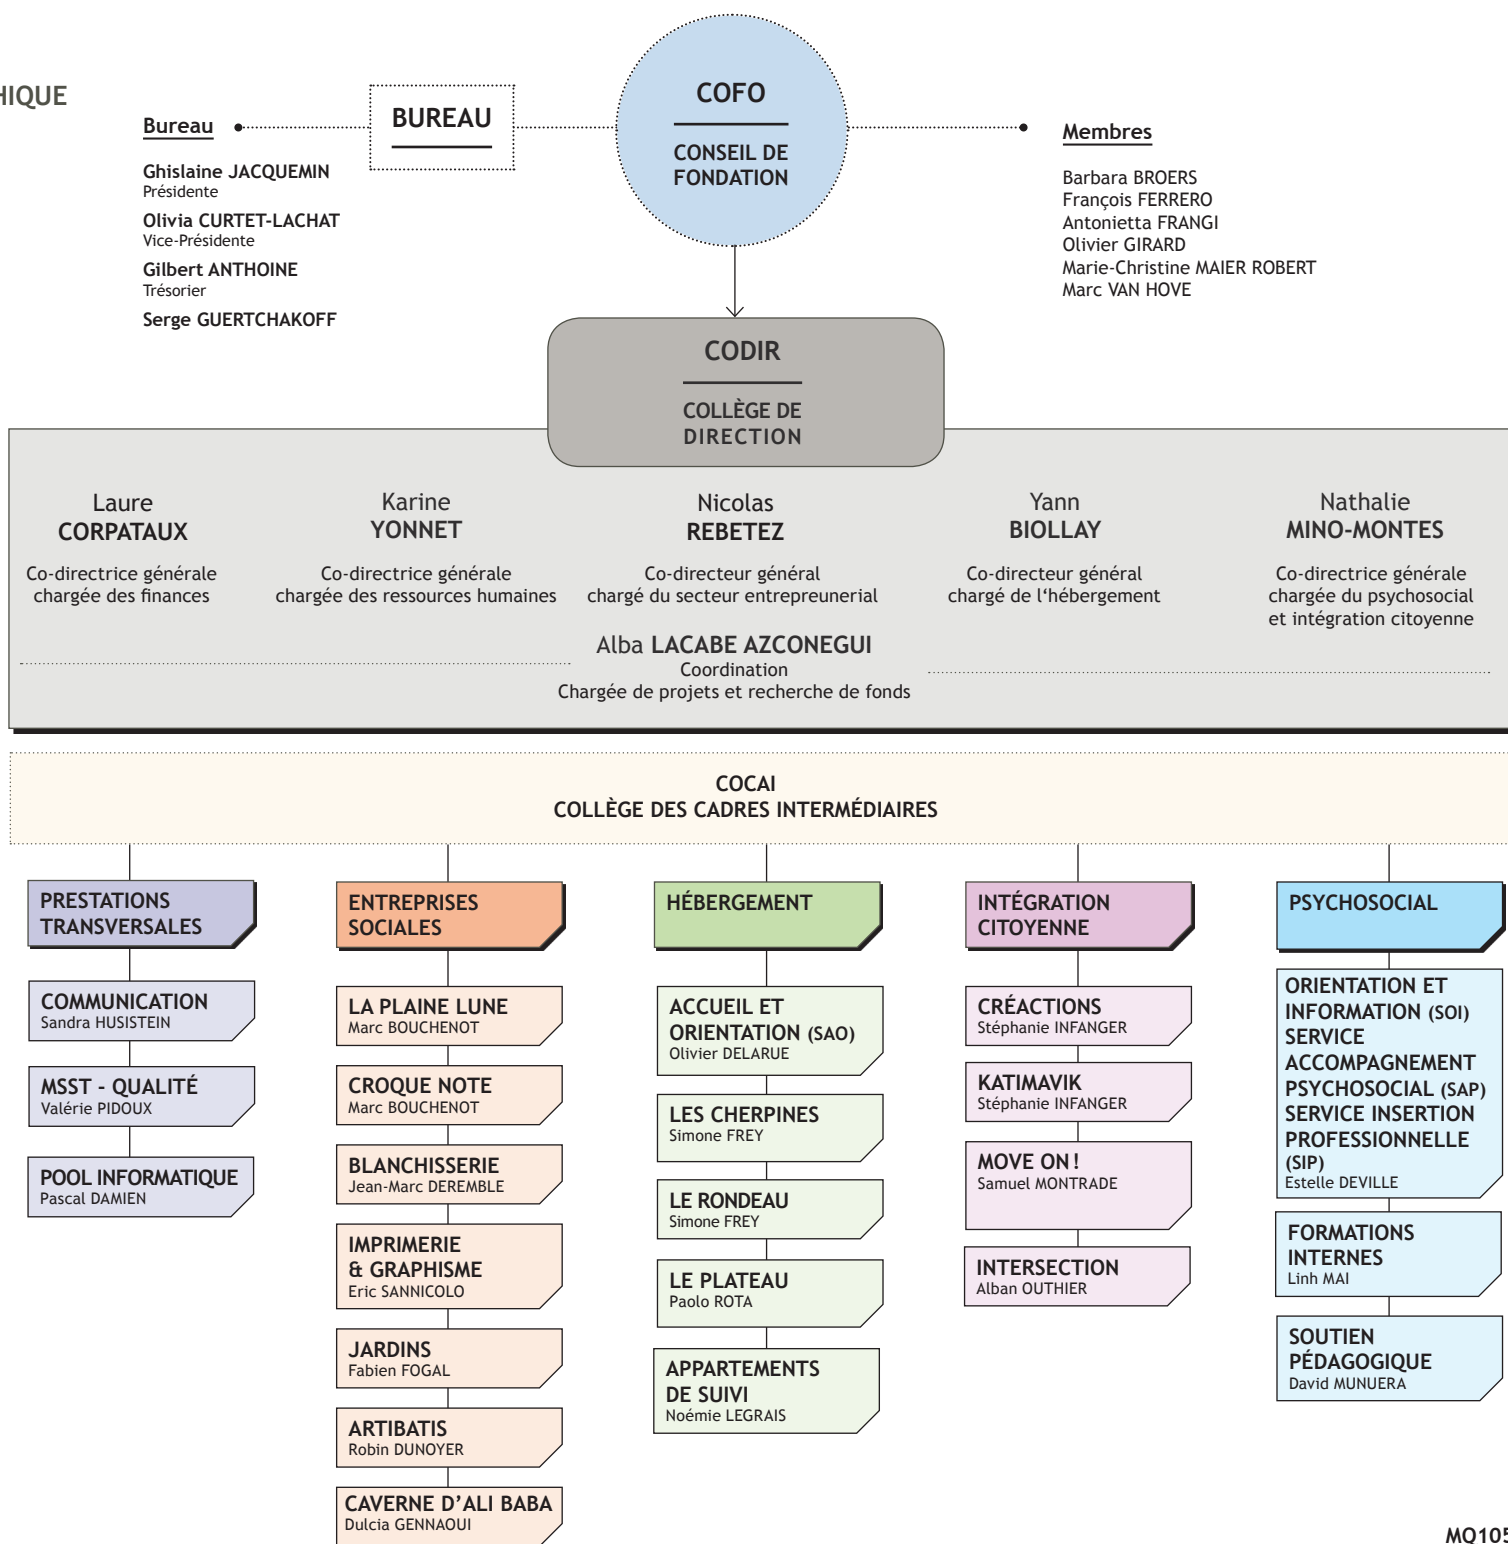 HIQUE
Bureau
Ghislaine JACQUEMIN
Présidente
Olivia CURTET-LACHAT
Vice-Présidente
Gilbert ANTHOINE
Trésorier
Serge GUERTCHAKOFF
BUREAU
COFO
CONSEIL DE
FONDATION
Membres
Barbara BROERS
François FERRERO
Antonietta FRANGI
Olivier GIRARD
Marie-Christine MAIER ROBERT
Marc VAN HOVE
CODIR
COLLÈGE DE
DIRECTION
Laure
CORPATAUX
Co-directrice générale
chargée des finances
Karine
YONNET
Co-directrice générale
chargée des ressources humaines
Nicolas
REBETEZ
Co-directeur général
chargé du secteur entrepreunerial
Yann
BIOLLAY
Co-directeur général
chargé de l‘hébergement
Nathalie
MINO-MONTES
Co-directrice générale
chargée du psychosocial
et intégration citoyenne
Alba LACABE AZCONEGUI
Coordination
Chargée de projets et recherche de fonds
COCAI
COLLÈGE DES CADRES INTERMÉDIAIRES
PRESTATIONS
TRANSVERSALES
COMMUNICATION
Sandra HUSISTEIN
MSST - QUALITÉ
Valérie PIDOUX
POOL INFORMATIQUE
Pascal DAMIEN
ENTREPRISES
SOCIALES
LA PLAINE LUNE
Marc BOUCHENOT
CROQUE NOTE
Marc BOUCHENOT
BLANCHISSERIE
Jean-Marc DEREMBLE
IMPRIMERIE
& GRAPHISME
Eric SANNICOLO
JARDINS
Fabien FOGAL
ARTIBATIS
Robin DUNOYER
CAVERNE D’ALI BABA
Dulcia GENNAOUI
HÉBERGEMENT
ACCUEIL ET
ORIENTATION (SAO)
Olivier DELARUE
LES CHERPINES
Simone FREY
LE RONDEAU
Simone FREY
LE PLATEAU
Paolo ROTA
APPARTEMENTS
DE SUIVI
Noémie LEGRAIS
INTÉGRATION
CITOYENNE
CRÉACTIONS
Stéphanie INFANGER
KATIMAVIK
Stéphanie INFANGER
MOVE ON !
Samuel MONTRADE
INTERSECTION
Alban OUTHIER
PSYCHOSOCIAL
ORIENTATION ET
INFORMATION (SOI)
SERVICE
ACCOMPAGNEMENT
PSYCHOSOCIAL (SAP)
SERVICE INSERTION
PROFESSIONNELLE
(SIP)
Estelle DEVILLE
FORMATIONS
INTERNES
Linh MAI
SOUTIEN
PÉDAGOGIQUE
David MUNUERA
MQ105